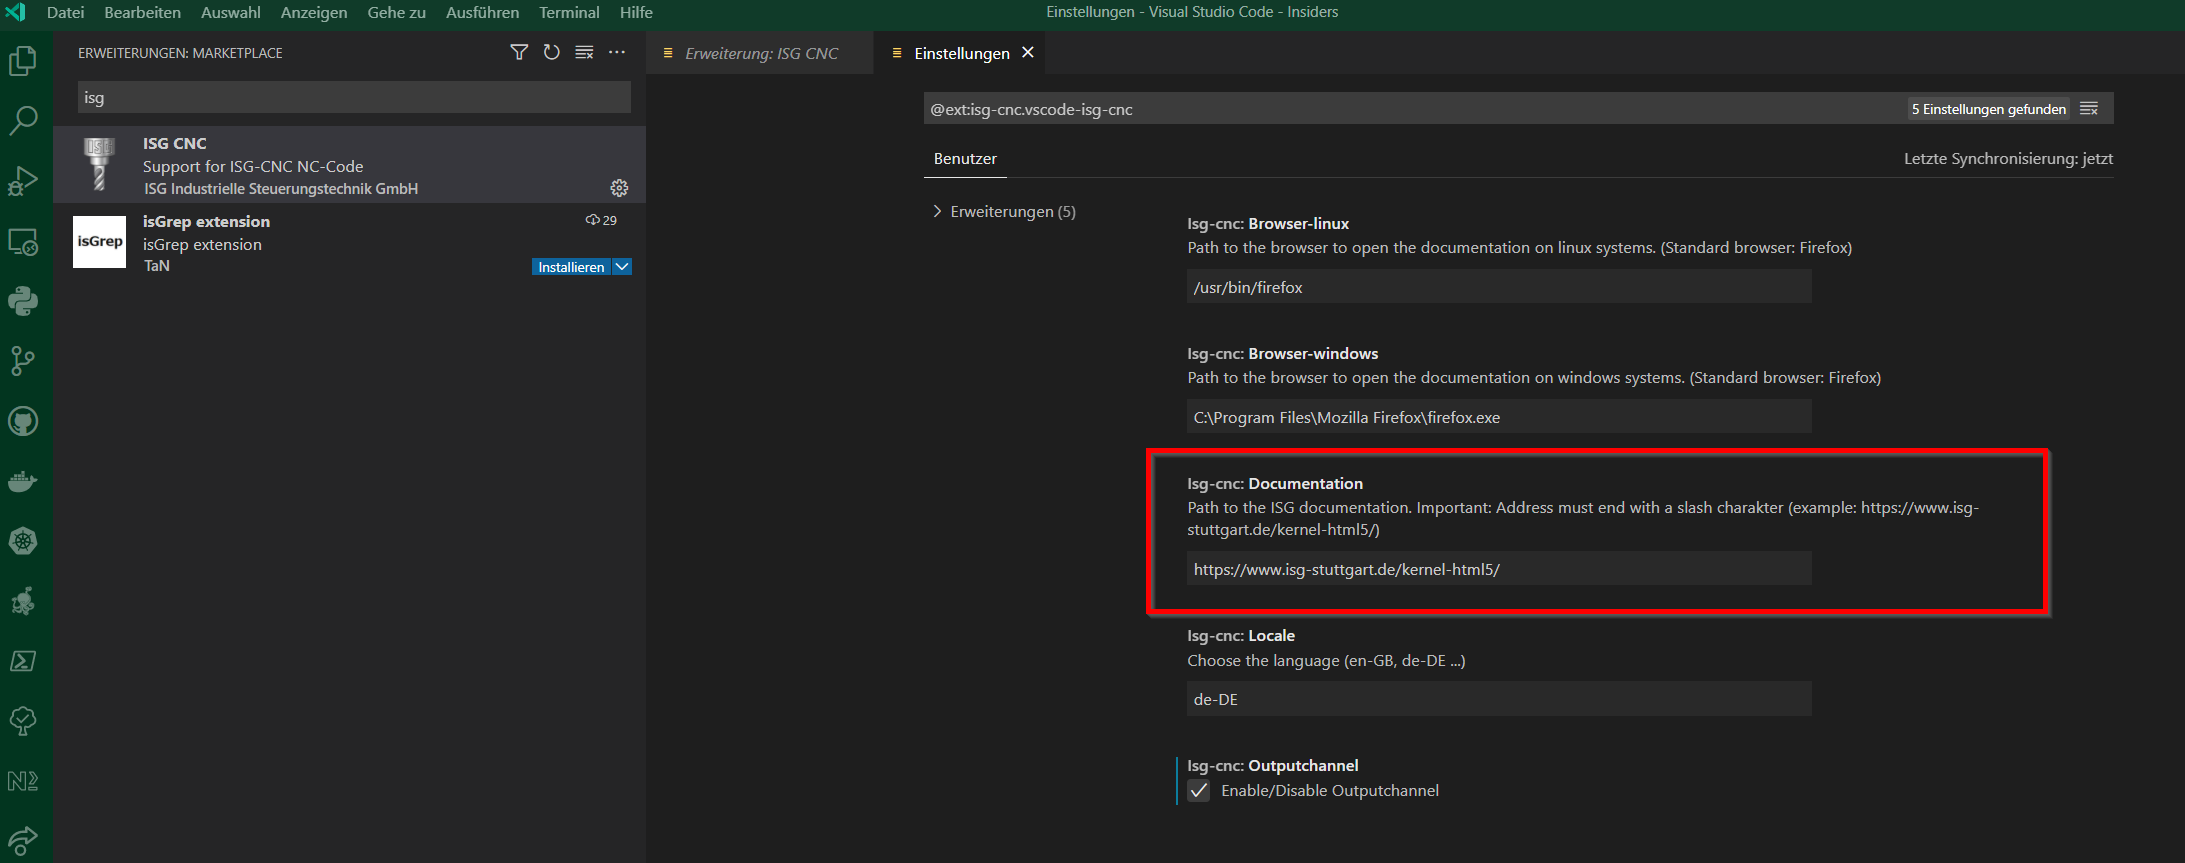 Datei Bearbeiten Auswahl Anzeigen Gehe zu Ausführen Terminal Hilfe
Einstellungen - Visual Studio Code - Insiders
ERWEITERUNGEN: MARKETPLACE
isg
ISG CNC
Support for ISG-CNC NC-Code
ISG Industrielle Steuerungstechnik GmbH
isGrep
isGrep extension
29
isGrep extension
TaN
Installieren
Erweiterung: ISG CNC
Einstellungen
@ext:isg-cnc.vscode-isg-cnc
5 Einstellungen gefunden
Benutzer
Letzte Synchronisierung: jetzt
Erweiterungen (5)
Isg-cnc: Browser-linux
Path to the browser to open the documentation on linux systems. (Standard browser: Firefox)
/usr/bin/firefox
Isg-cnc: Browser-windows
Path to the browser to open the documentation on windows systems. (Standard browser: Firefox)
C:\Program Files\Mozilla Firefox\firefox.exe
Isg-cnc: Documentation
Path to the ISG documentation. Important: Address must end with a slash charakter (example: https://www.isg-
stuttgart.de/kernel-html5/)
https://www.isg-stuttgart.de/kernel-html5/
Isg-cnc: Locale
Choose the language (en-GB, de-DE ...)
de-DE
Isg-cnc: Outputchannel
Enable/Disable Outputchannel